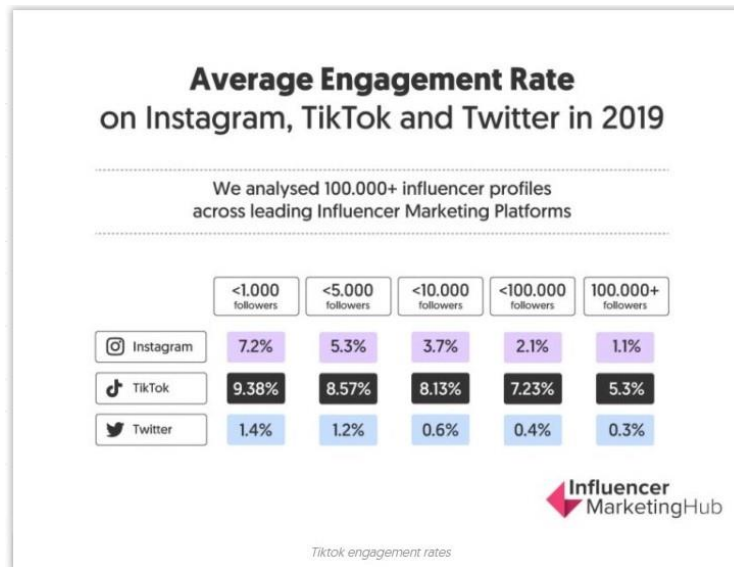 Average Engagement Rate
on Instagram, TikTok and Twitter in 2019
We analysed 100.000+ influencer profiles
across leading Influencer Marketing Platforms
<1.000 <5.000 <10.000 <100.000 100.000+
followers followers followers followers followers
Instagram 7.2% 5.3% 3.7% 2.1% 1.1%
TikTok 9.38% 8.57% 8.13% 7.23% 5.3%
Twitter 1.4% 1.2% 0.6% 0.4% 0.3%
Influencer
MarketingHub
Tiktok engagement rates